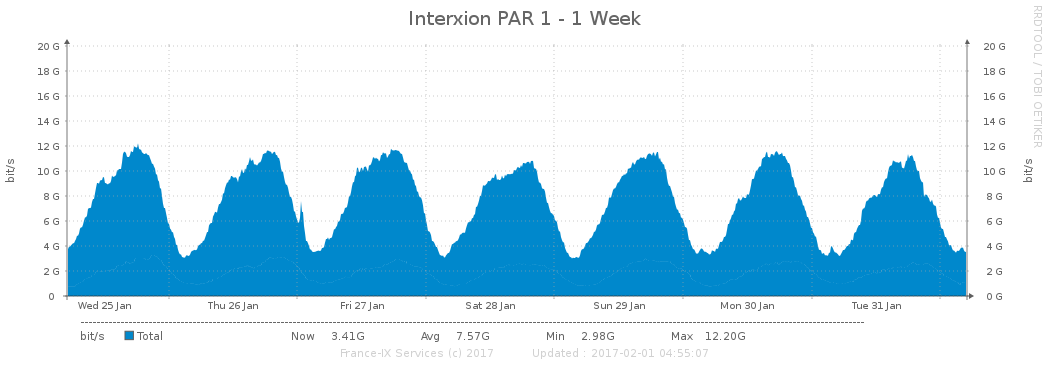 Interxion PAR 1 - 1 Week
RRDTOOL / TOBI OETIKER
20 G 20 G
18 G 18 G
16 G 16 G
14 G 14 G
12 G 12 G
10 G 10 G
8 G 8 G
6 G 6 G
4 G 4 G
2 G 2 G
0 0 G
bit/s
bit/s
Wed 25 Jan Thu 26 Jan Fri 27 Jan Sat 28 Jan Sun 29 Jan Mon 30 Jan Tue 31 Jan
bit/s Total Now 3.41G Avg 7.57G Min 2.98G Max 12.20G
France-IX Services (c) 2017 Updated : 2017-02-01 04:55:07